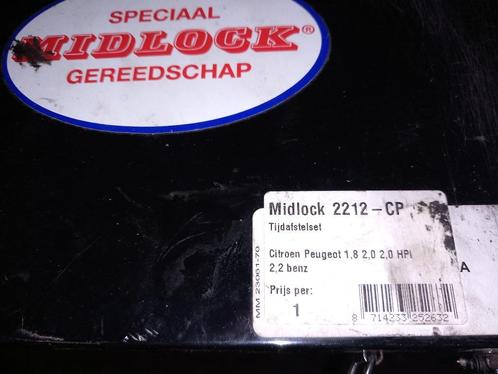 SPECIAAL
MIDLOCK
GEREEDSCHAP
Midlock 2212-CP
Tijdafstelset
Citroen Peugeot 1,8 2,0 2,0 HPI
2,2 benz
A
Prijs per:
1
MM 23061-70
8 714233 252632